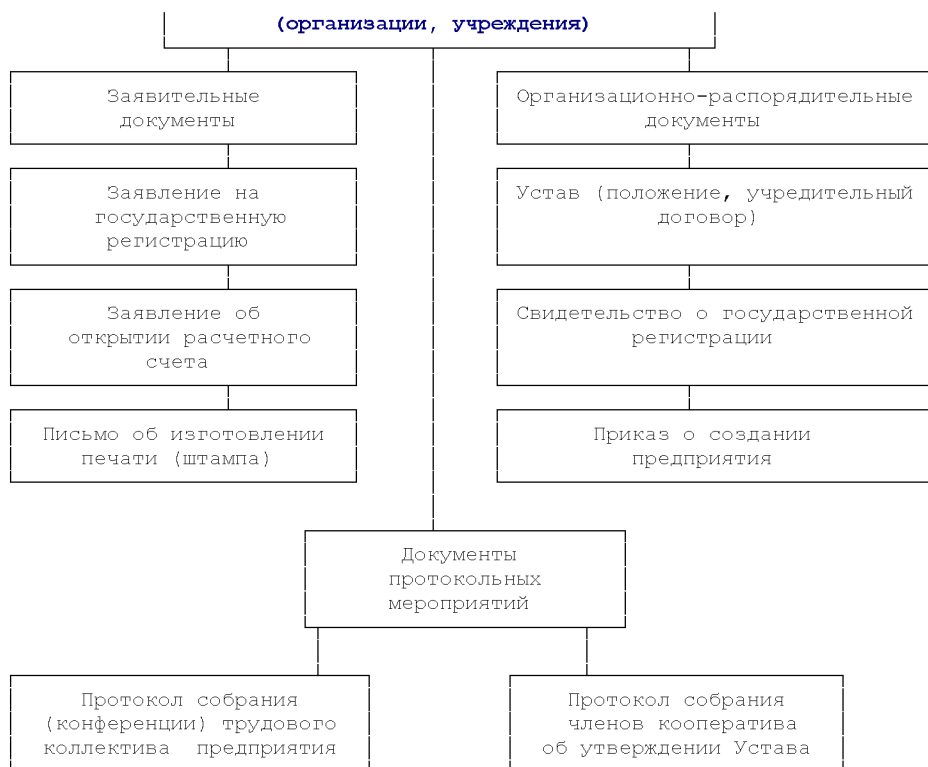 (организации, учреждения)
Заявительные
документы
Организационно-распорядительные
документы
Заявление на
государственную
регистрацию
Устав (положение, учредительный
договор)
Заявление об
открытии расчетного
счета
Свидетельство о государственной
регистрации
Письмо об изготовлении
печати (штампа)
Приказ о создании
предприятия
Документы
протокольных
мероприятий
Протокол собрания
(конференции) трудового
коллектива предприятия
Протокол собрания
членов кооператива
об утверждении Устава